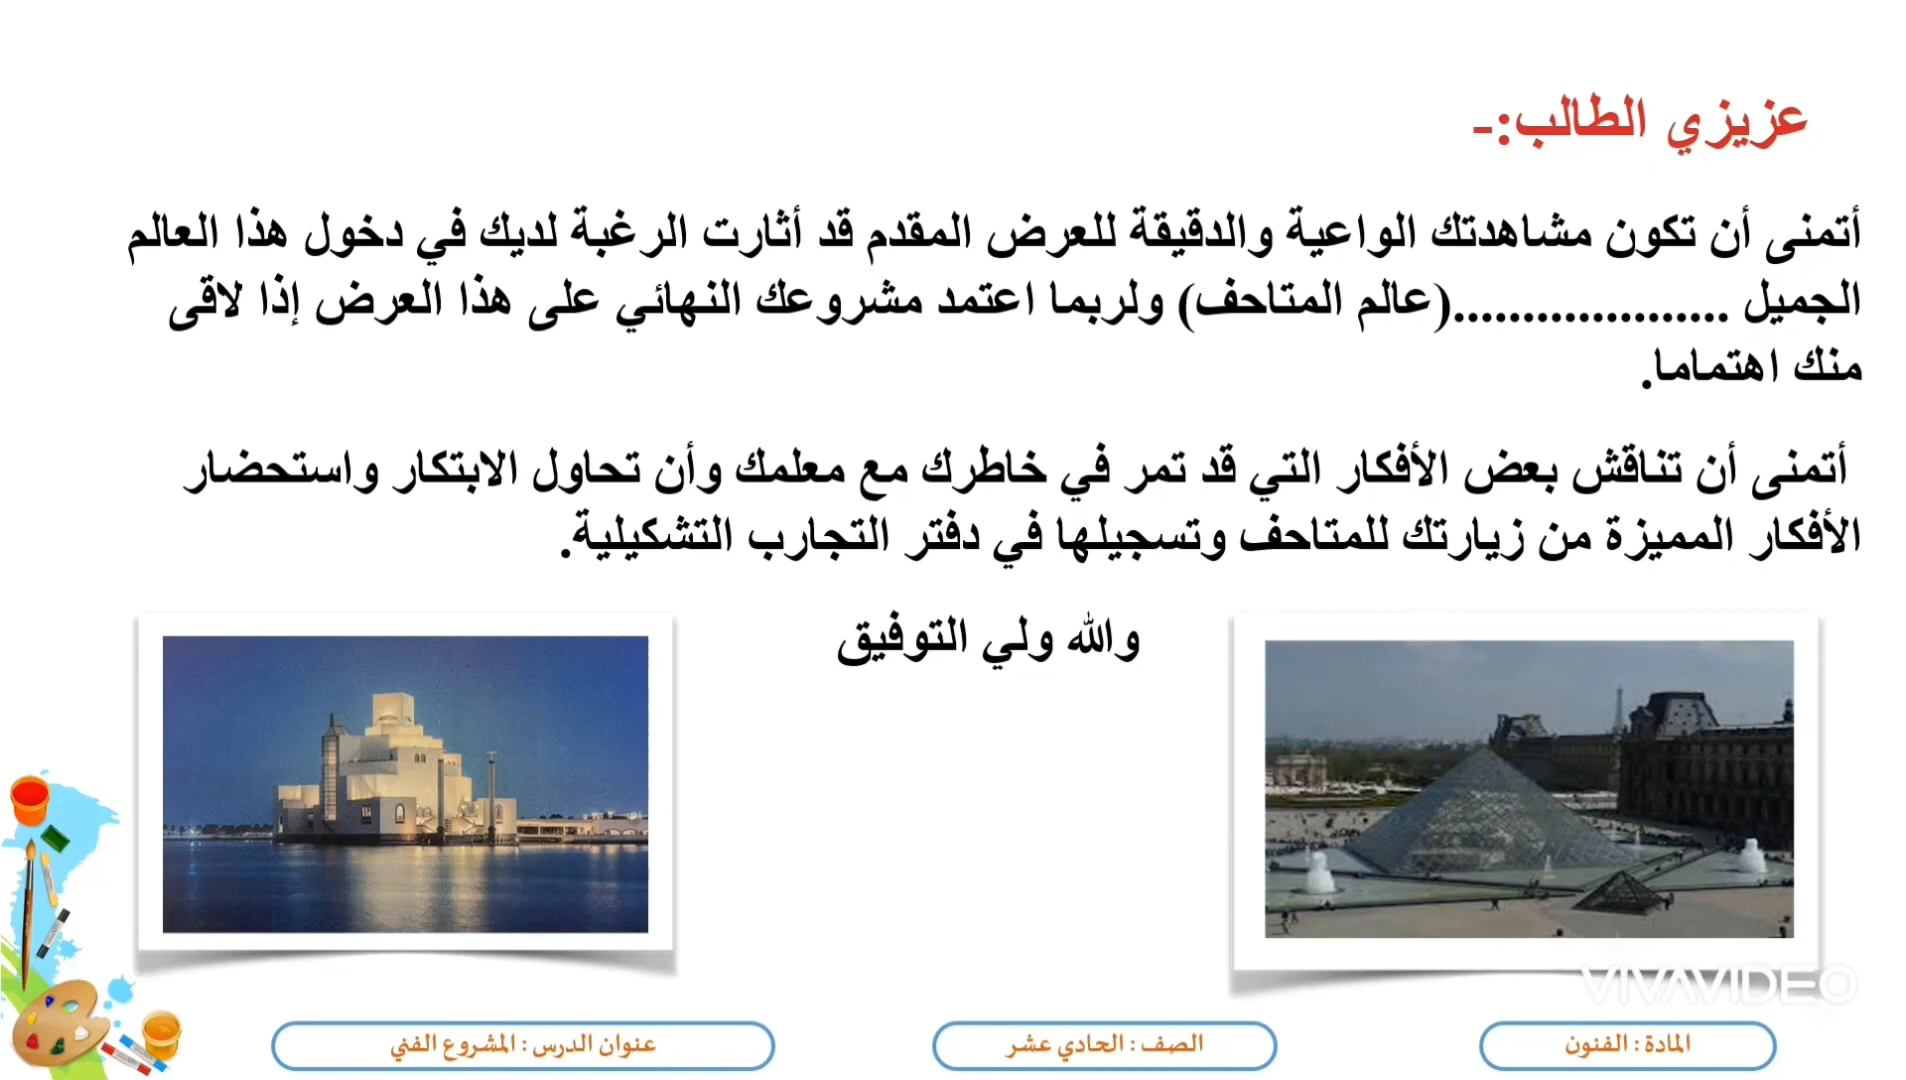 عزيزي الطالب:-
أتمنى أن تكون مشاهدتك الواعية والدقيقة للعرض المقدم قد أثارت الرغبة لديك في دخول هذا العالم
الجميل ....................(عالم المتاحف) ولربما اعتمد مشروعك النهائي على هذا العرض إذا لاقى
منك اهتماما.
أتمنى أن تناقش بعض الأفكار التي قد تمر في خاطرك مع معلمك وأن تحاول الابتكار واستحضار
الأفكار المميزة من زيارتك للمتاحف وتسجيلها في دفتر التجارب التشكيلية.
والله ولي التوفيق
VIVAVIDEO
المادة : الفنون
الصف : الحادي عشر
عنوان الدرس : المشروع الفني